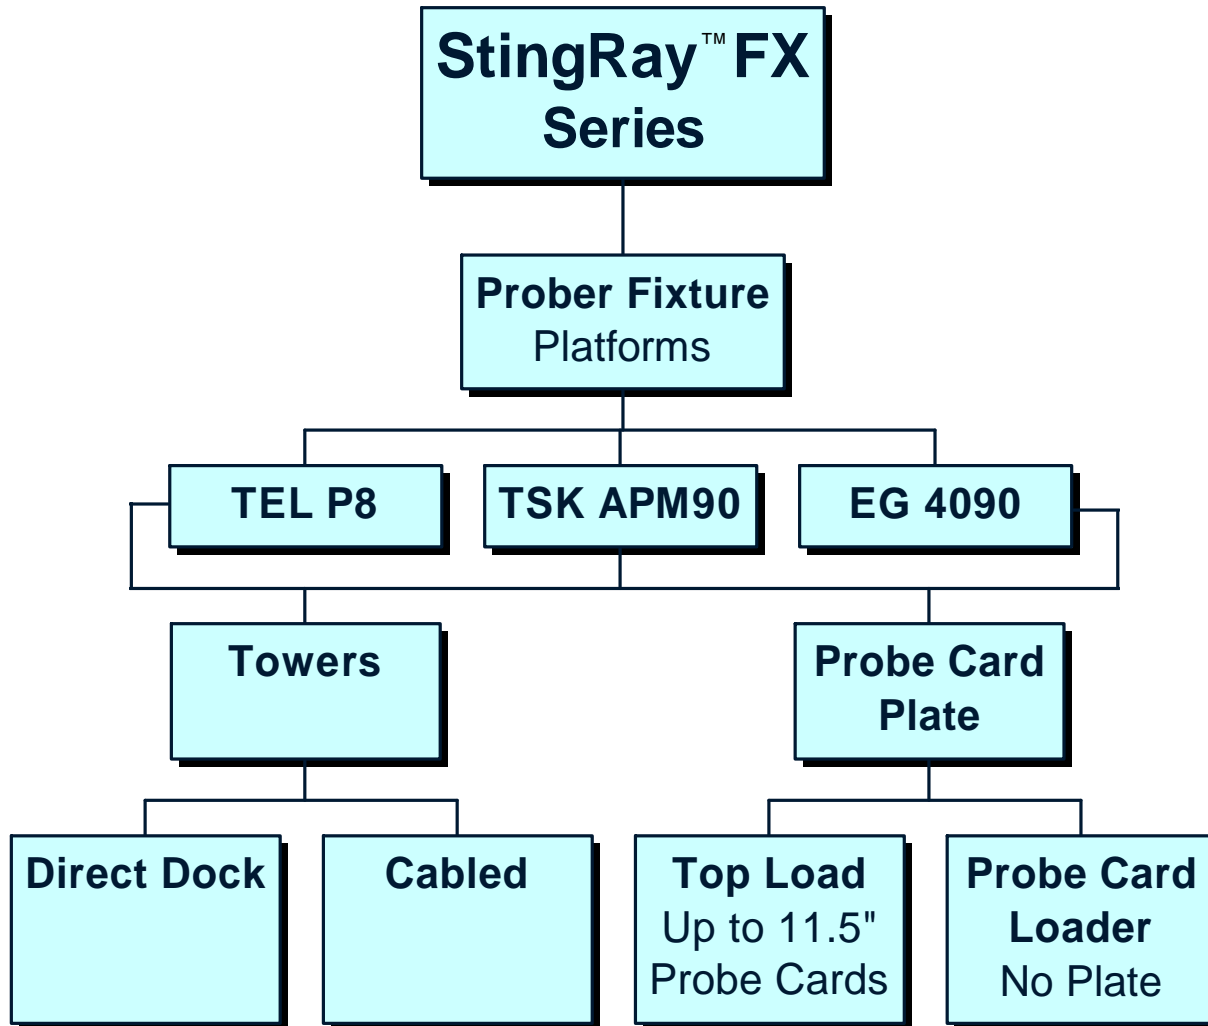 StingRay™ FX
Series
Prober Fixture
Platforms
TEL P8
TSK APM90
EG 4090
Towers
Probe Card
Plate
Direct Dock
Cabled
Top Load
Up to 11.5"
Probe Cards
Probe Card
Loader
No Plate